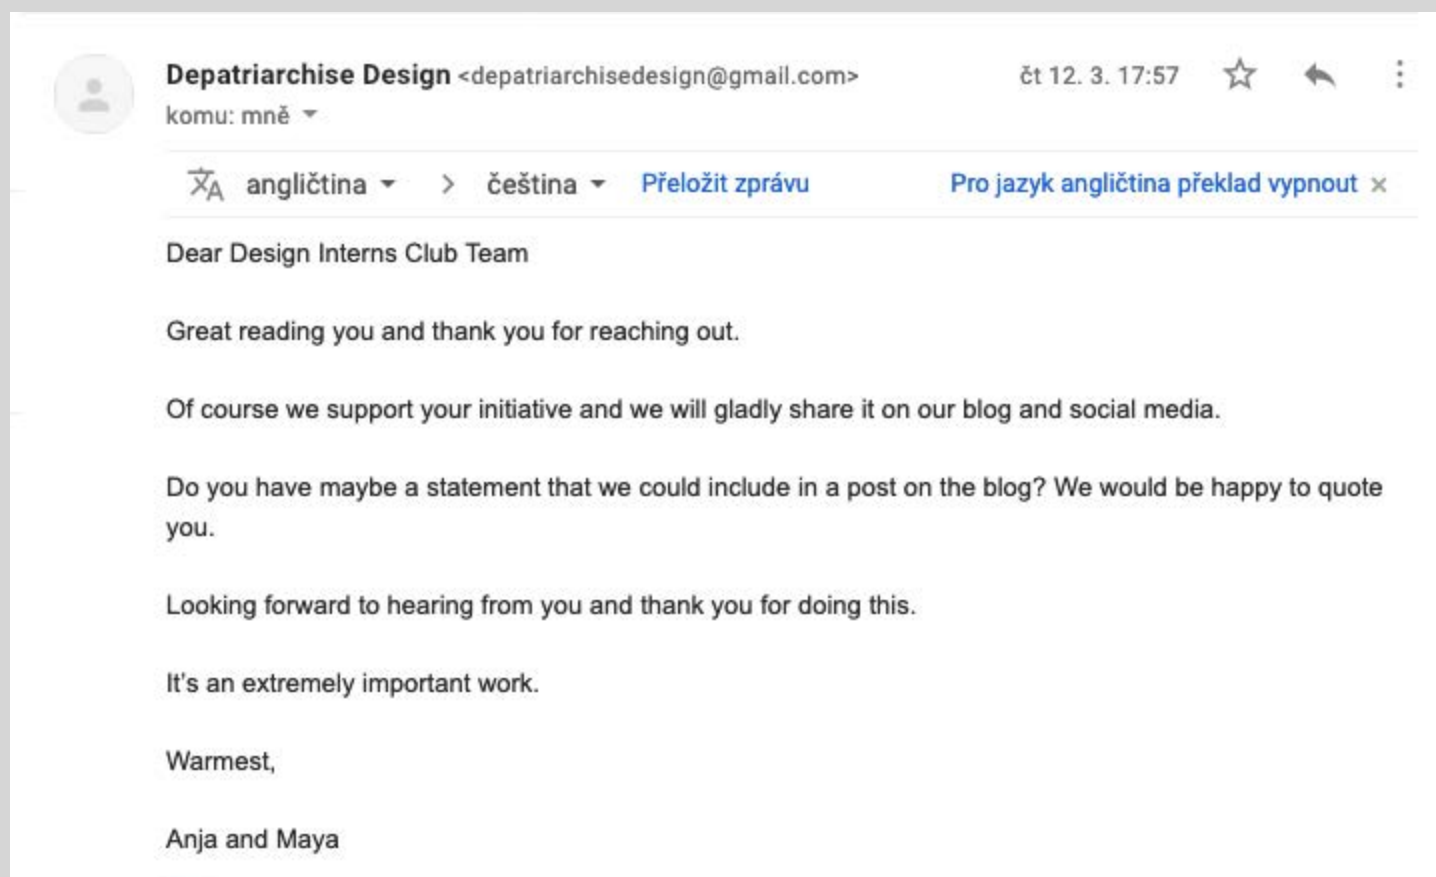 Depatriarchise Design <depatriarchisedesign@gmail.com> čt 12. 3. 17:57
komu: mně
angličtina > čeština Přeložit zprávu Pro jazyk angličtina překlad vypnout ×
Dear Design Interns Club Team
Great reading you and thank you for reaching out.
Of course we support your initiative and we will gladly share it on our blog and social media.
Do you have maybe a statement that we could include in a post on the blog? We would be happy to quote
you.
Looking forward to hearing from you and thank you for doing this.
It's an extremely important work.
Warmest,
Anja and Maya